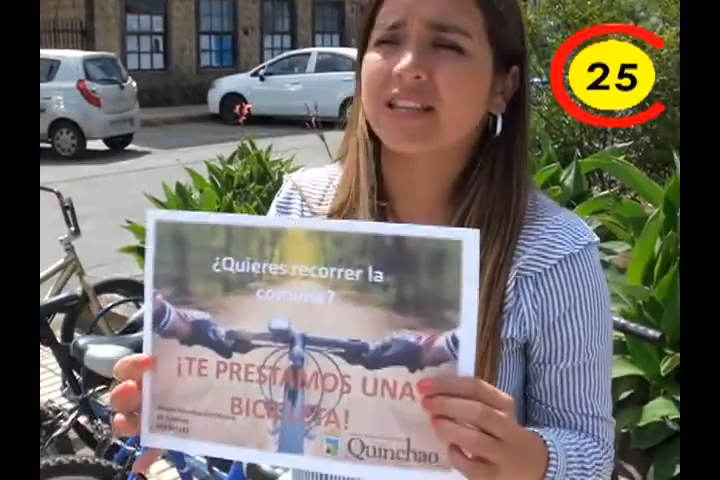 25
¿Quieres recorrer la
comuna?
¡TE PRESTAMOS UNA
BICICLETA!
Quinchao